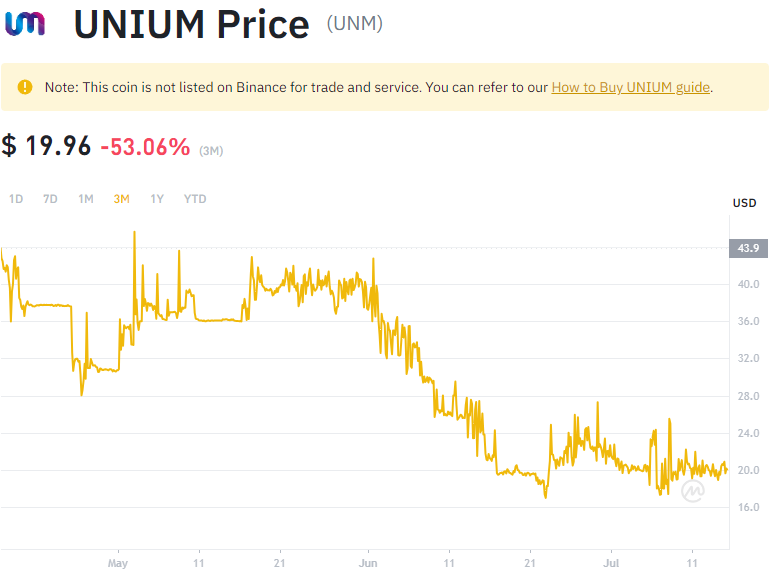 UNIUM Price (UNM)
Note: This coin is not listed on Binance for trade and service. You can refer to our How to Buy UNIUM guide.
$ 19.96 -53.06% (3M)
1D 7D 1M 3M 1Y YTD
USD
43.9
40.0
36.0
32.0
28.0
24.0
20.0
16.0
May 11 21 Jun 11 21 Jul 11